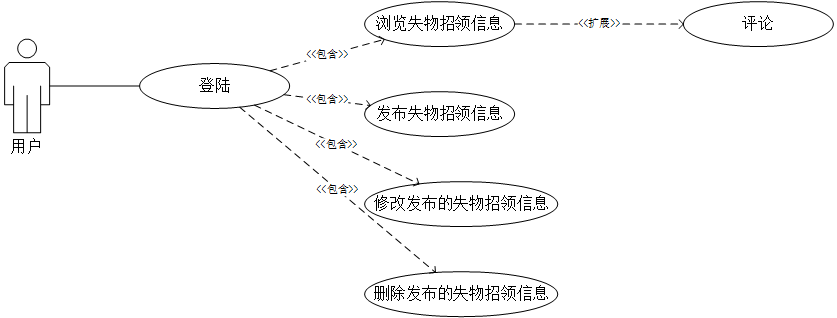 浏览失物招领信息
<<扩展>>
评论
<<包含>>
登陆
<<包含>>
发布失物招领信息
用户
<<包含>>
<<包含>>
修改发布的失物招领信息
删除发布的失物招领信息